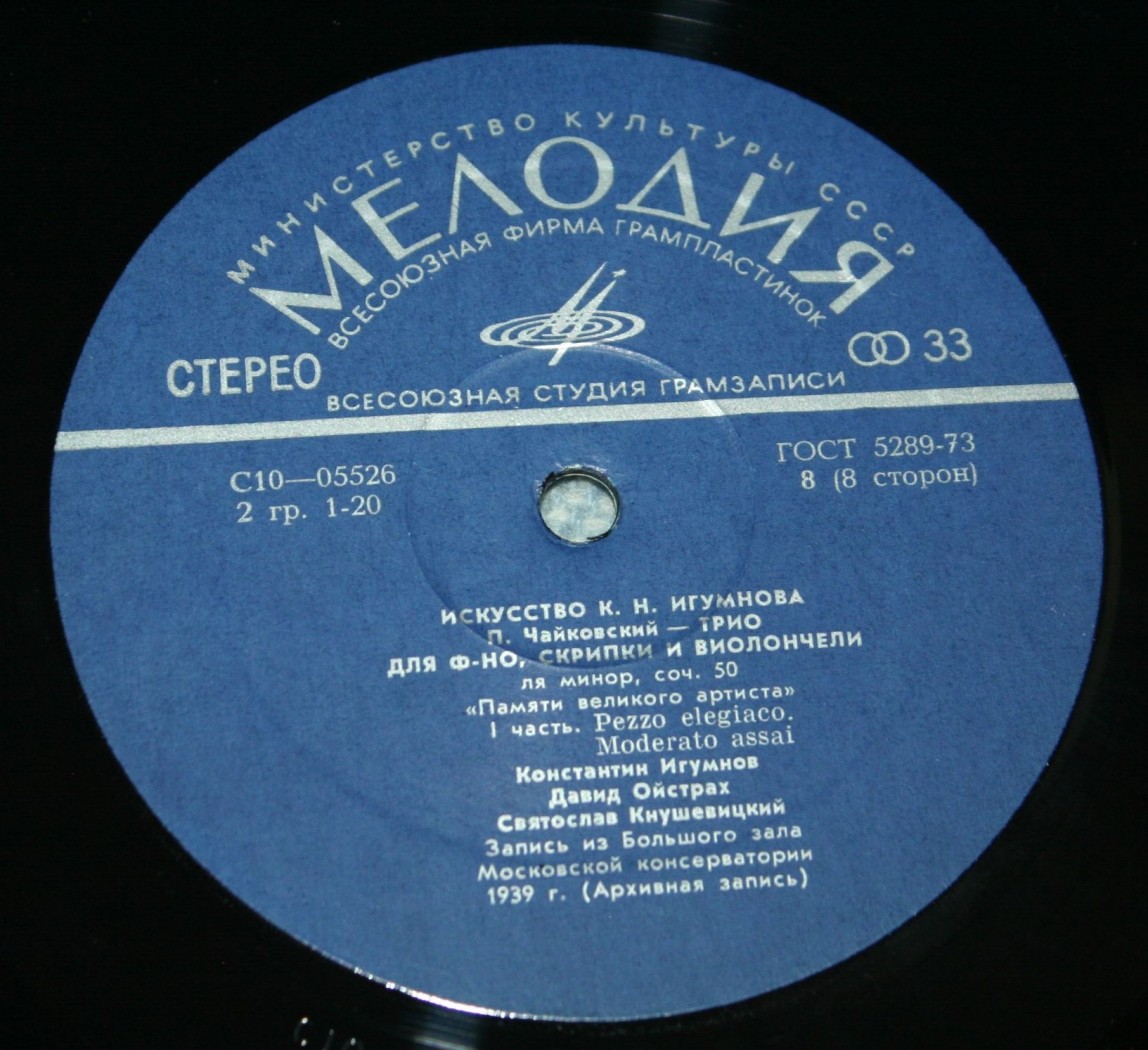 МИНИСТЕРСТВО КУЛЬТУРЫ СССР
МЕЛОДИЯ
ВСЕСОЮЗНАЯ ФИРМА ГРАМПЛАСТИНОК
СТЕРЕО
33
ВСЕСОЮЗНАЯ СТУДИЯ ГРАМЗАПИСИ
С10—05526
2 гр. 1-20
ГОСТ 5289-73
8 (8 сторон)
ИСКУССТВО К. Н. ИГУМНОВА
П. Чайковский — ТРИО
ДЛЯ Ф-НО, СКРИПКИ И ВИОЛОНЧЕЛИ
ля минор, соч. 50
«Памяти великого артиста»
I часть. Pezzo elegiaco.
Moderato assai
Константин Игумнов
Давид Ойстрах
Святослав Кнушевицкий
Запись из Большого зала
Московской консерватории
1939 г. (Архивная запись)